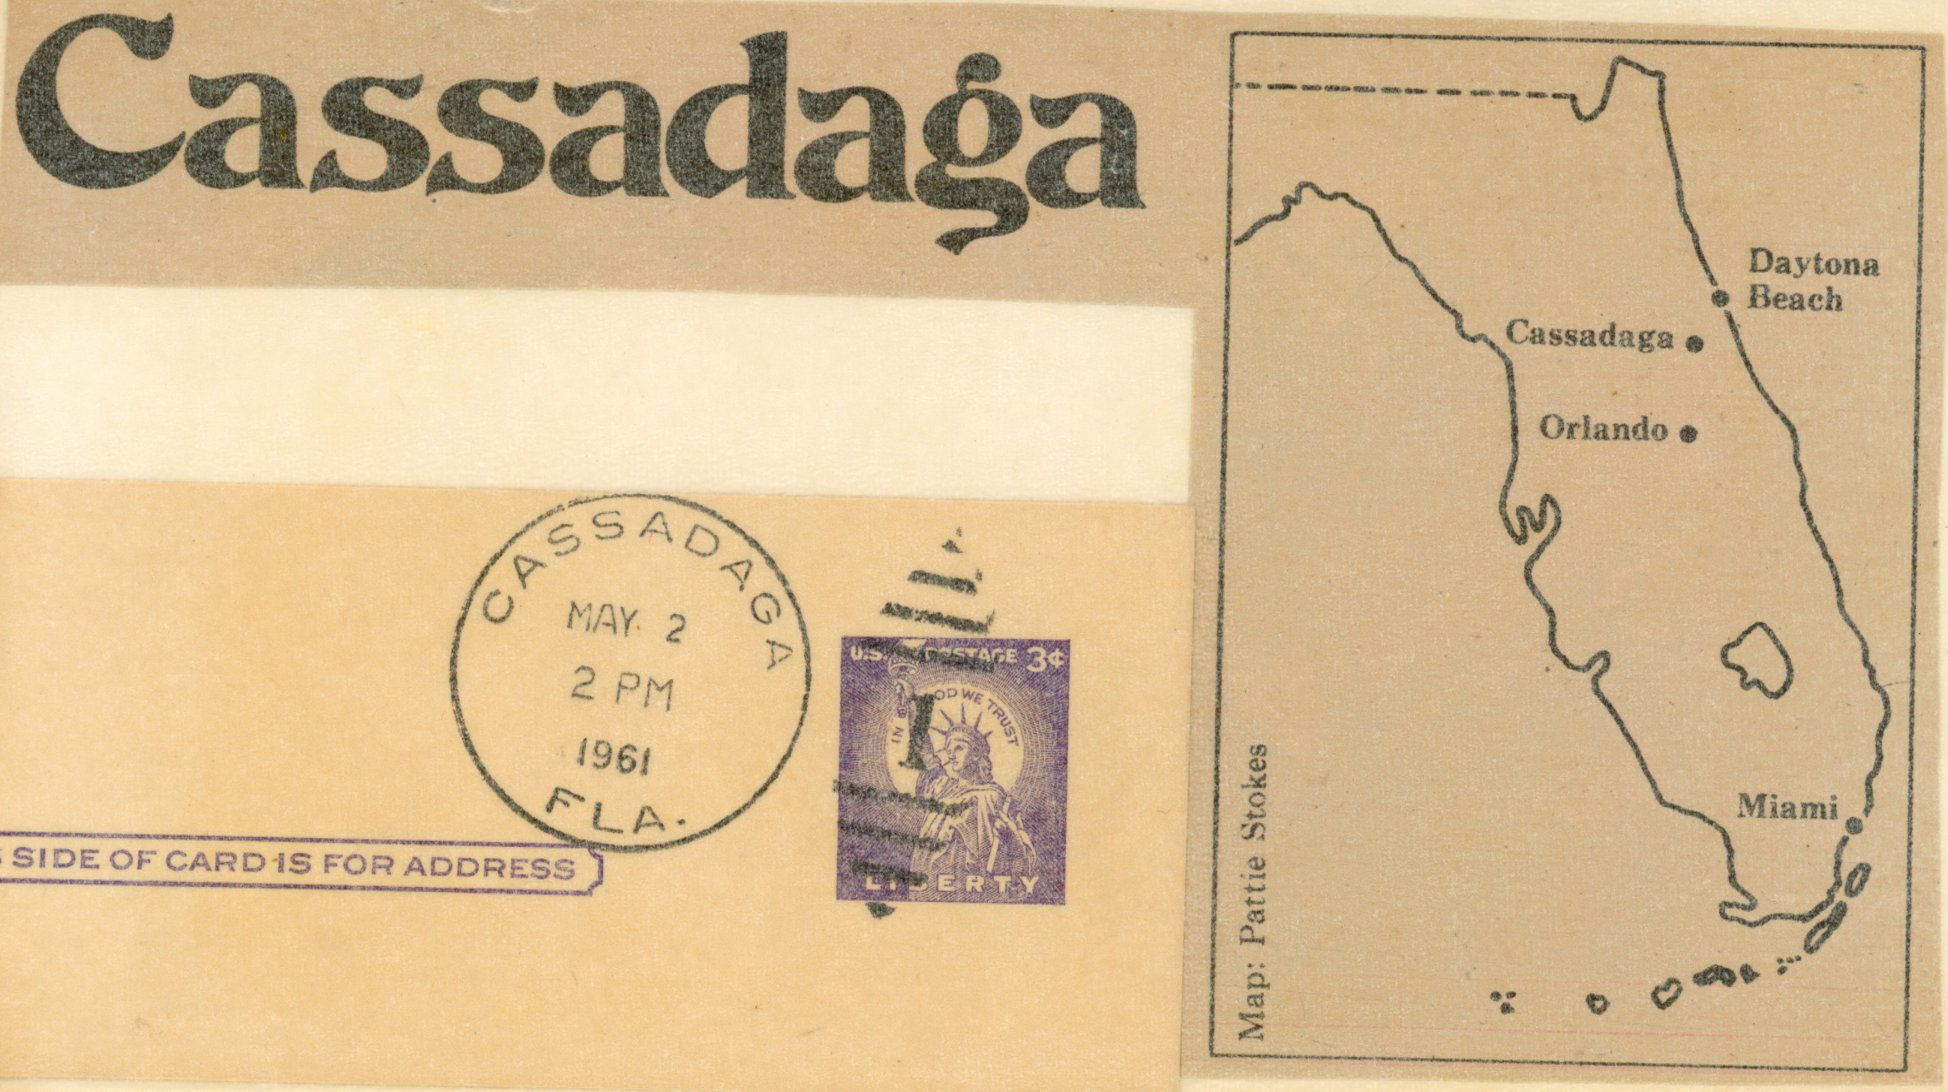 Cassadaga
CASSADAGA
MAY 2
2 PM
1961
FLA.
SIDE OF CARD IS FOR ADDRESS
U.S. POSTAGE 3¢
IN GOD WE TRUST
1
LIBERTY
Daytona
Beach
Cassadaga
Orlando
Miami
Map: Pattie Stokes